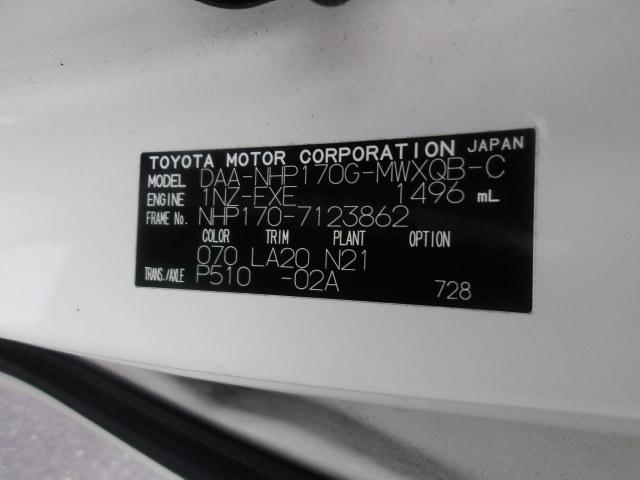 TOYOTA MOTOR CORPORATION JAPAN
MODEL DAA-NHP170G-MWXQB-C
ENGINE 1NZ-FXE 1496 mL
FRAME No. NHP170-7123862
COLOR TRIM PLANT OPTION
070 LA20 N21
TRANS./AXLE P510 -02A 728